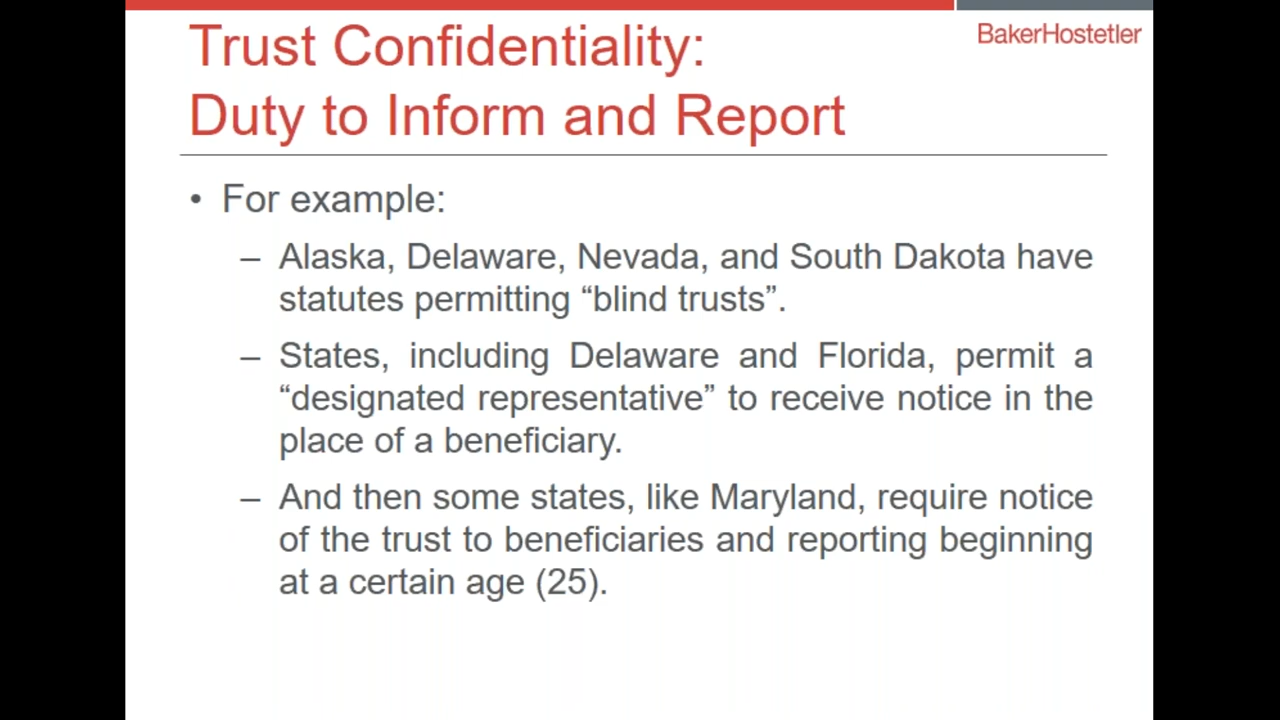 BakerHostetler
Trust Confidentiality:
Duty to Inform and Report
• For example:
– Alaska, Delaware, Nevada, and South Dakota have
statutes permitting “blind trusts”.
– States, including Delaware and Florida, permit a
“designated representative” to receive notice in the
place of a beneficiary.
– And then some states, like Maryland, require notice
of the trust to beneficiaries and reporting beginning
at a certain age (25).